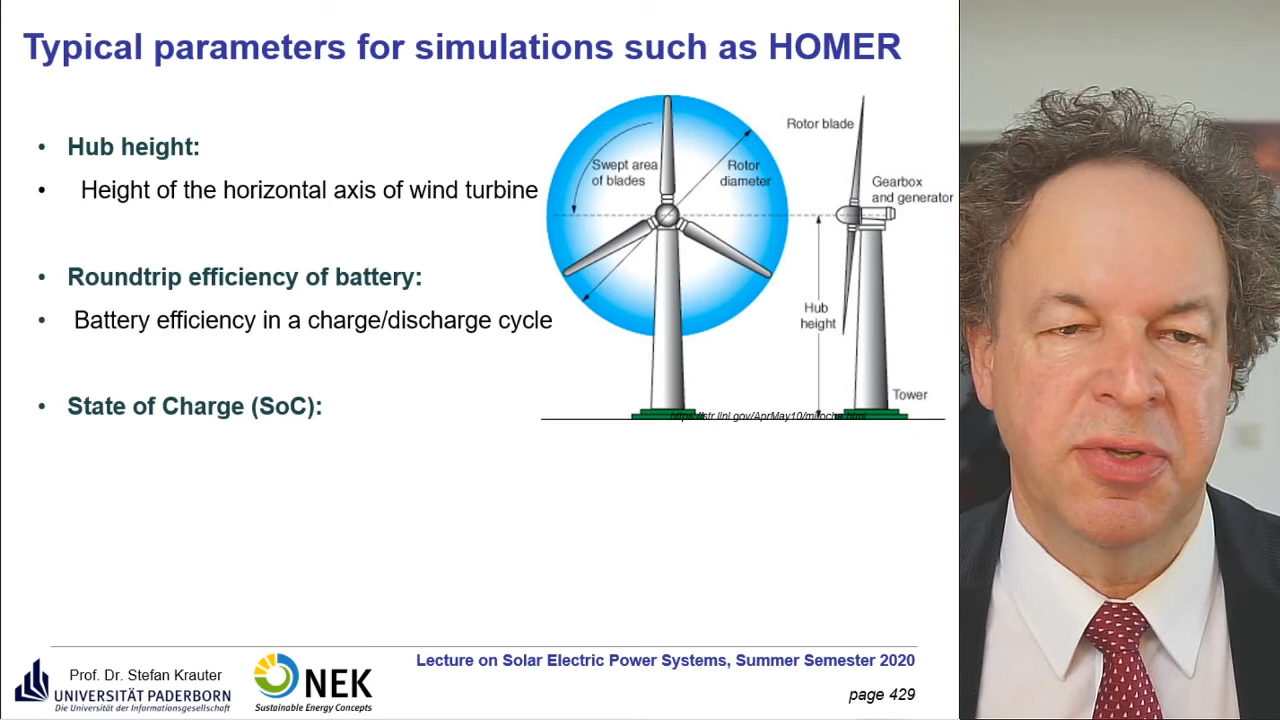 Typical parameters for simulations such as HOMER
• Hub height:
• Height of the horizontal axis of wind turbine
• Roundtrip efficiency of battery:
• Battery efficiency in a charge/discharge cycle
• State of Charge (SoC):
Swept area
of blades
Rotor
diameter
Rotor blade
Gearbox
and generator
Hub
height
Tower
Prof. Dr. Stefan Krauter
UNIVERSITÄT PADERBORN
Die Universität der Informationsgesellschaft
NEK
Sustainable Energy Concepts
Lecture on Solar Electric Power Systems, Summer Semester 2020
page 429